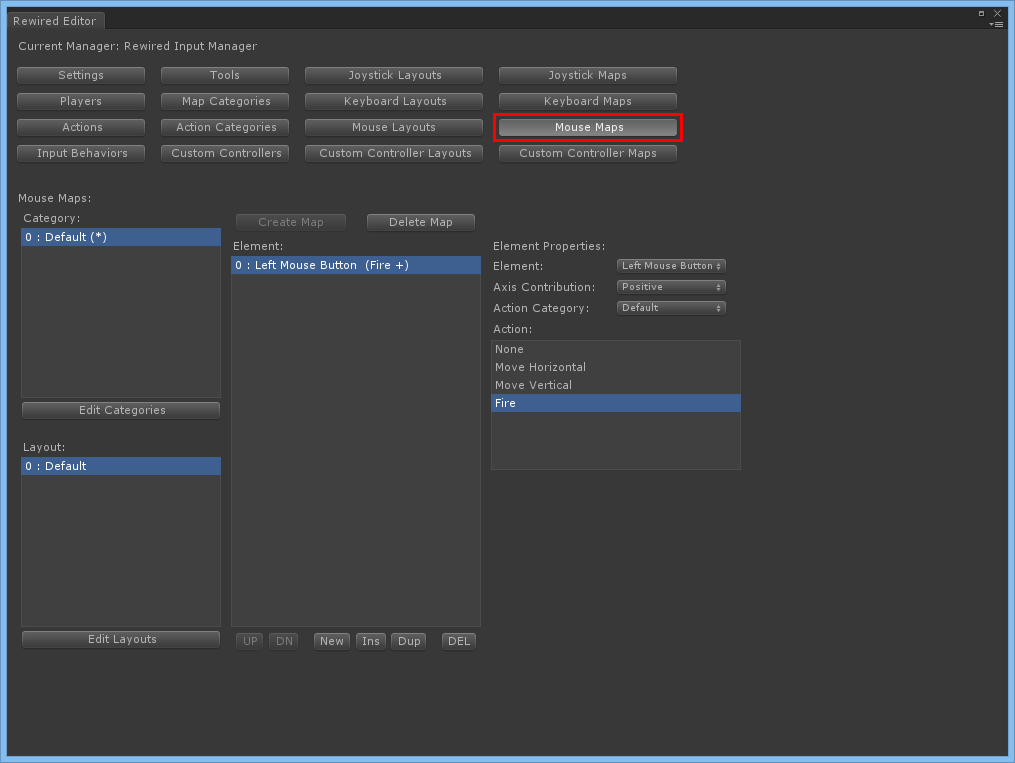 Rewired Editor
Current Manager: Rewired Input Manager
Settings Tools Joystick Layouts Joystick Maps
Players Map Categories Keyboard Layouts Keyboard Maps
Actions Action Categories Mouse Layouts Mouse Maps
Input Behaviors Custom Controllers Custom Controller Layouts Custom Controller Maps
Mouse Maps:
Category:
0 : Default (*)
Edit Categories
Layout:
0 : Default
Edit Layouts
Create Map Delete Map
Element:
0 : Left Mouse Button (Fire +)
UP DN New Ins Dup DEL
Element Properties:
Element: Left Mouse Button
Axis Contribution: Positive
Action Category: Default
Action:
None
Move Horizontal
Move Vertical
Fire